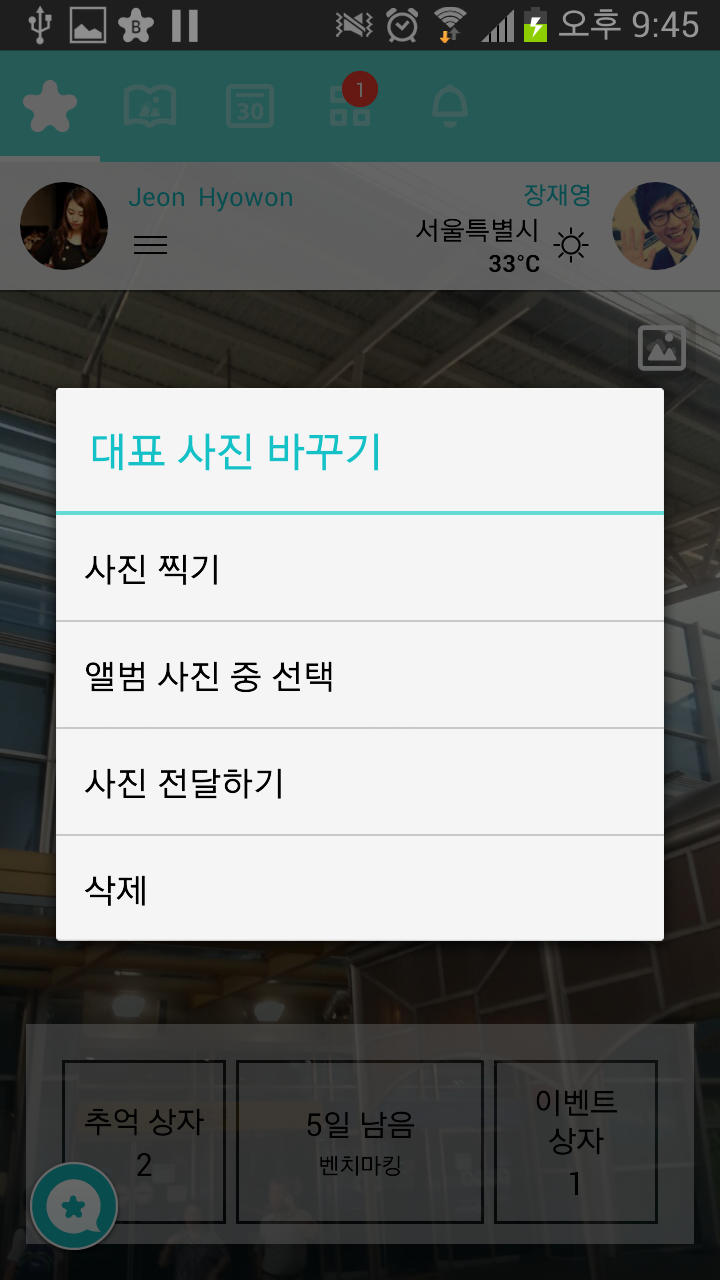 B
오후 9:45
30
1
Jeon Hyowon
장재영
서울특별시
33°C
대표 사진 바꾸기
사진 찍기
앨범 사진 중 선택
사진 전달하기
삭제
추억 상자
2
5일 남음
벤치마킹
이벤트
상자
1